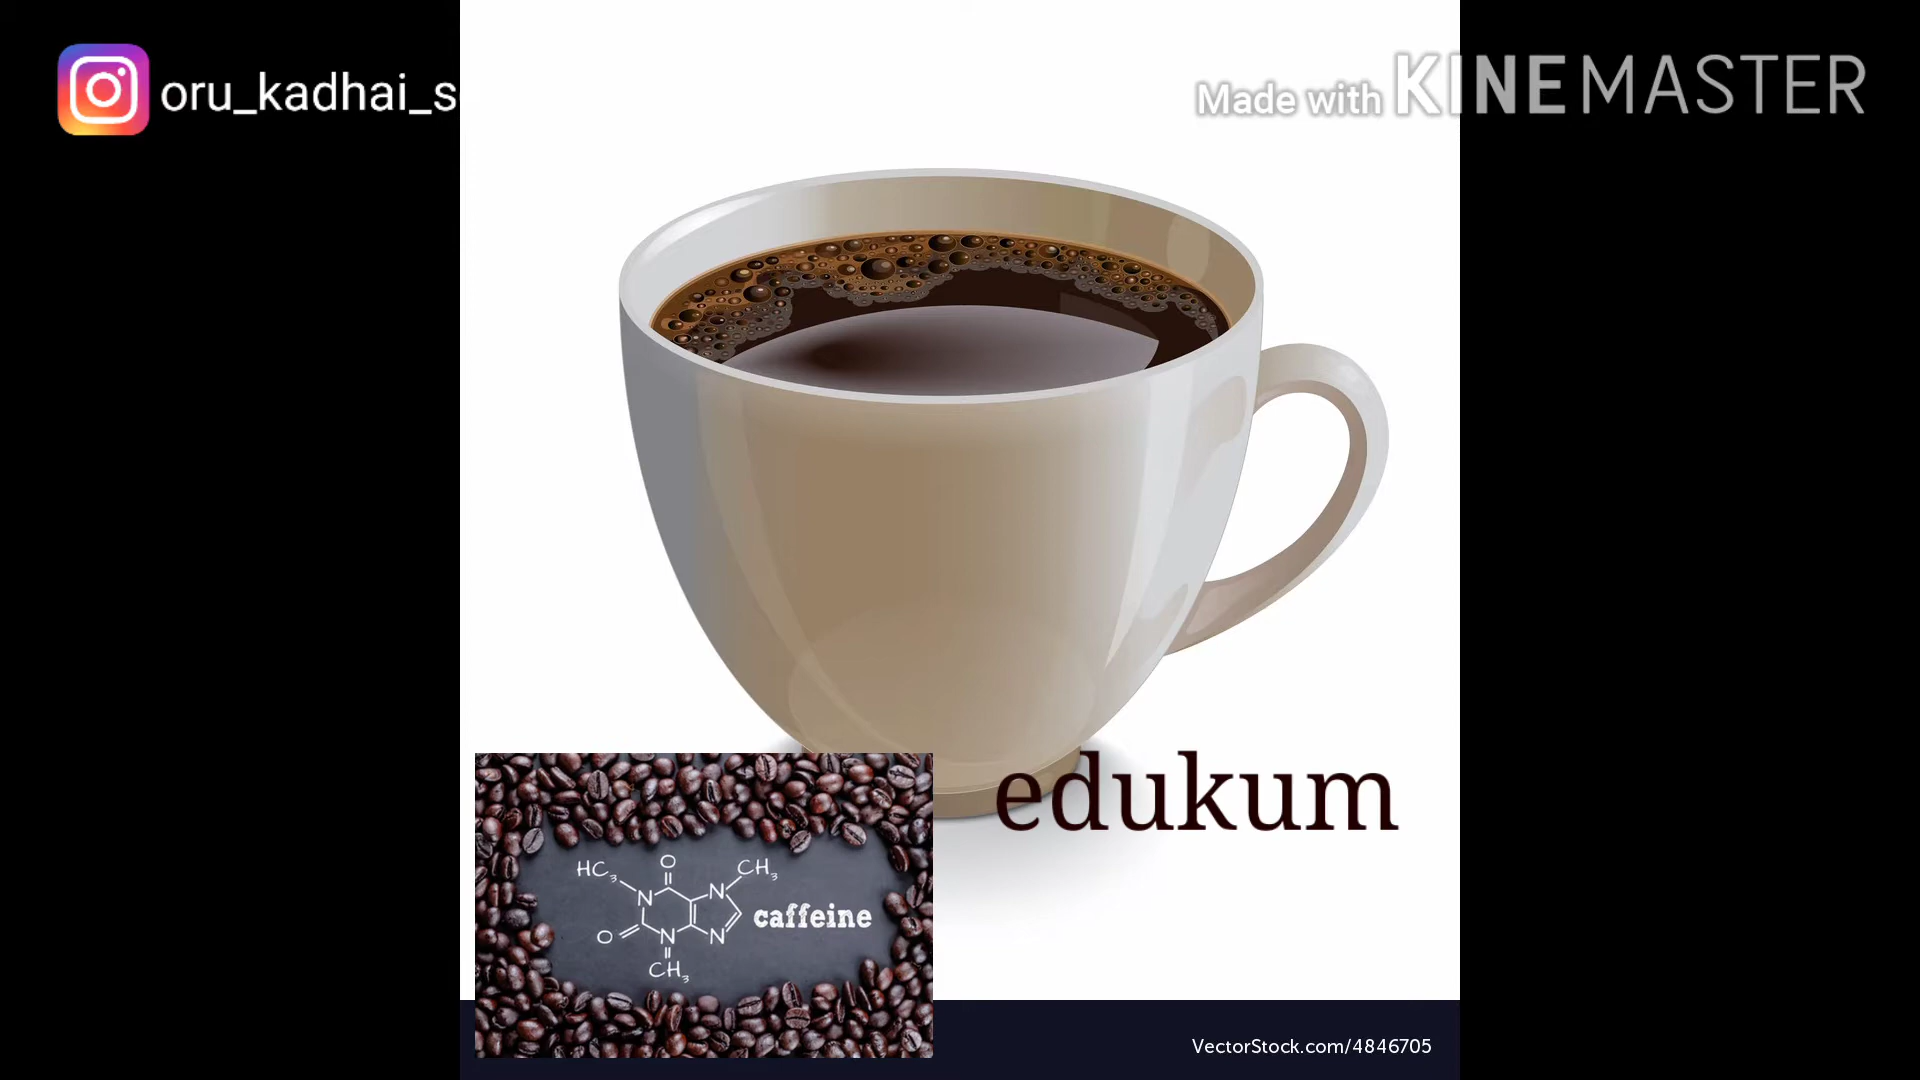 oru_kadhai_s
Made with KINEMASTER
edukum
HC3
O
CH3
N
N
caffeine
O
N
N
CH3
VectorStock.com/4846705